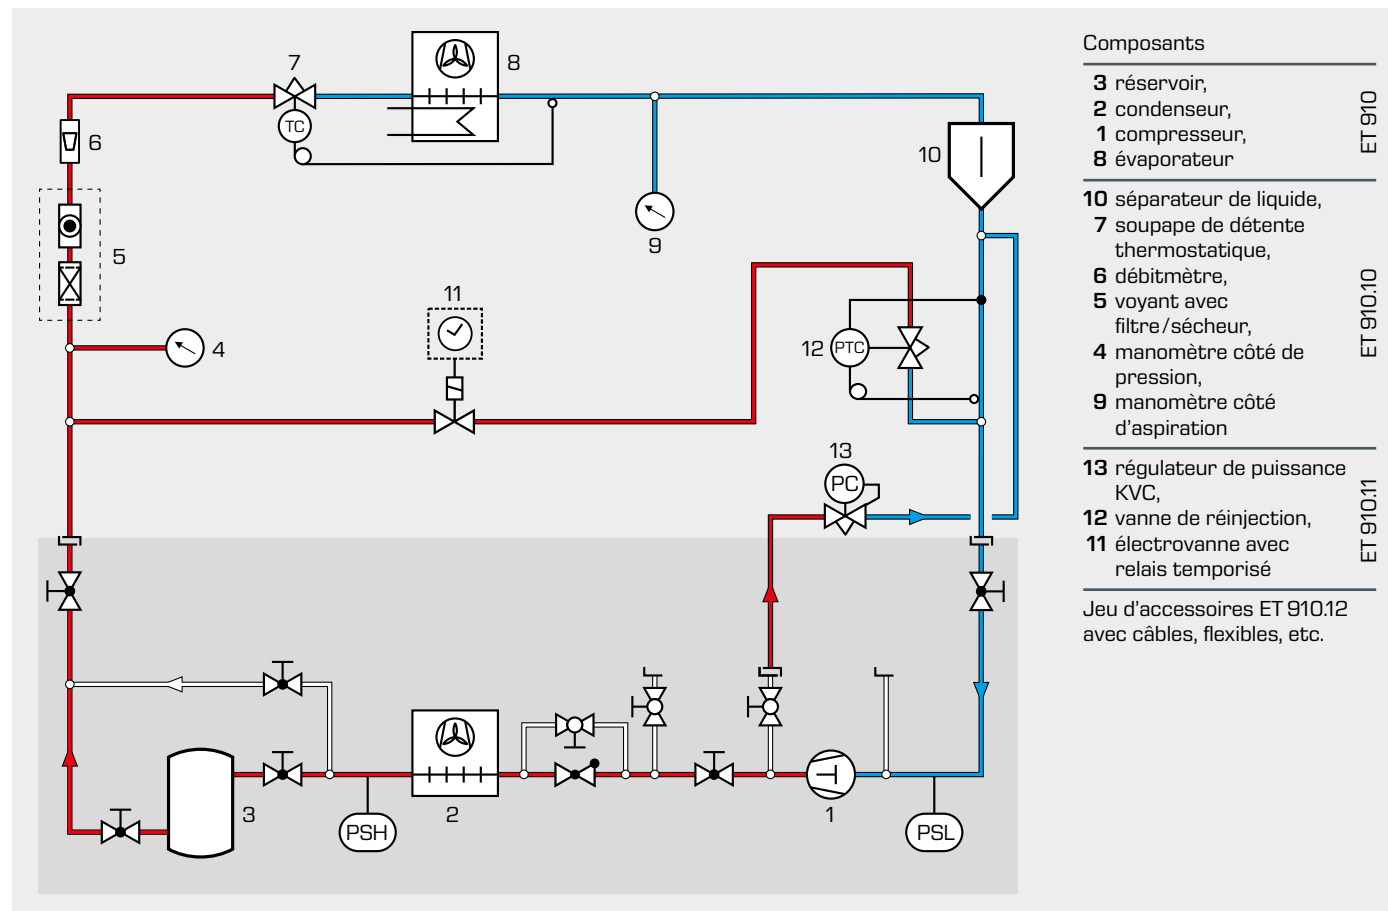 7
8
TC
6
10
9
5
11
4
12
PTC
13
PC
3
2
1
PSH
PSL
Composants
3 réservoir,
2 condenseur,
1 compresseur,
8 évaporateur
ET 910
10 séparateur de liquide,
7 soupape de détente
thermostatique,
6 débitmètre,
5 voyant avec
filtre/sécheur,
4 manomètre côté de
pression,
9 manomètre côté
d'aspiration
ET 910.10
13 régulateur de puissance
KVC,
12 vanne de réinjection,
11 électrovanne avec
relais temporisé
ET 910.11
Jeu d'accessoires ET 910.12
avec câbles, flexibles, etc.